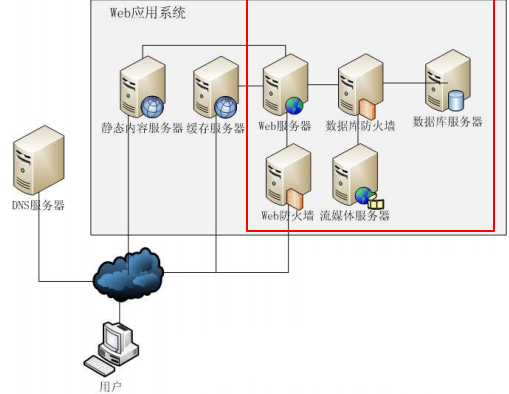 Web应用系统
静态内容服务器
缓存服务器
Web服务器
数据库防火墙
数据库服务器
DNS服务器
Web防火墙
流媒体服务器
用户